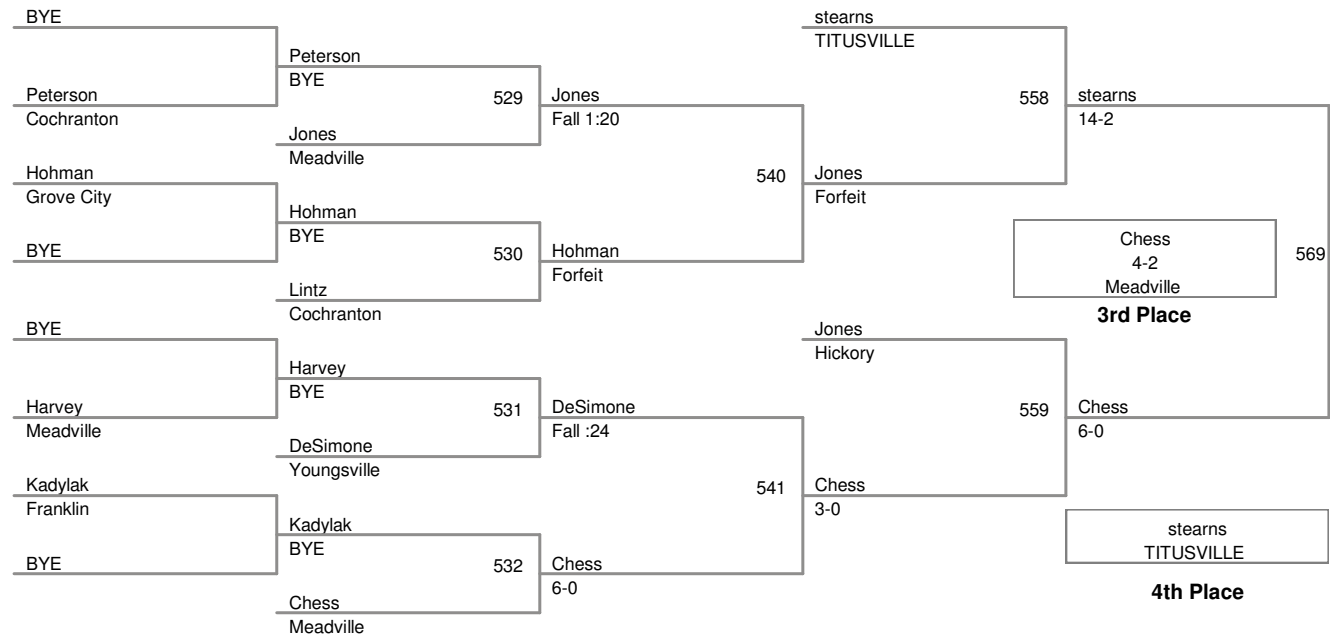 BYE
Peterson
Cochranton
Hohman
Grove City
BYE
BYE
Harvey
Meadville
Kadylak
Franklin
BYE
Peterson
BYE
529
Jones
Meadville
Hohman
BYE
530
Lintz
Cochranton
Harvey
BYE
531
DeSimone
Youngsville
Kadylak
BYE
532
Chess
Meadville
Jones
Fall 1:20
540
Hohman
Forfeit
DeSimone
Fall :24
541
Chess
6-0
stearns
TITUSVILLE
558
Jones
Forfeit
Jones
Hickory
559
Chess
3-0
stearns
14-2
569
Chess
6-0
Chess
4-2
Meadville
3rd Place
stearns
TITUSVILLE
4th Place